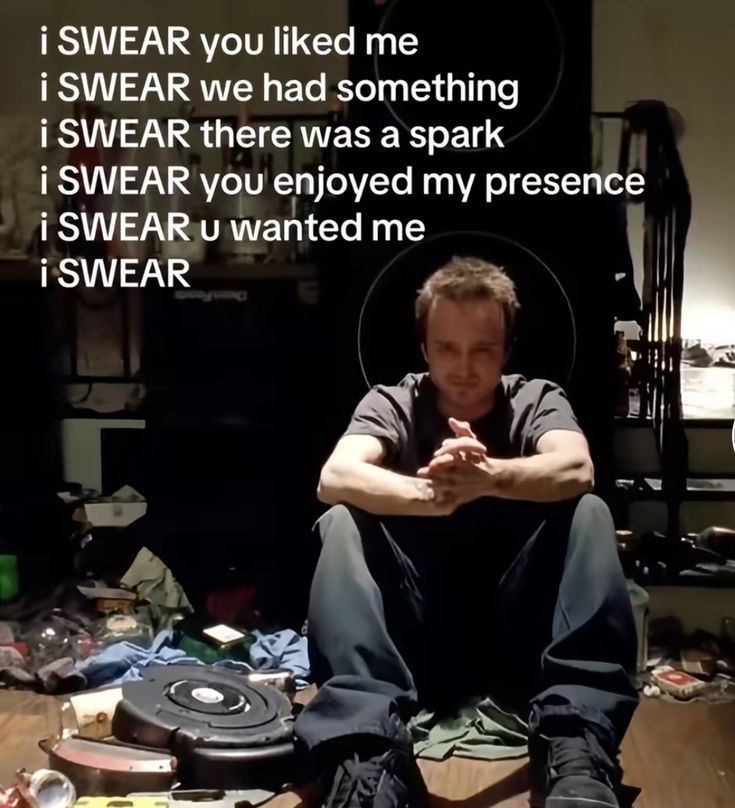 i SWEAR you liked me
i SWEAR we had something
i SWEAR there was a spark
i SWEAR you enjoyed my presence
i SWEAR u wanted me
i SWEAR